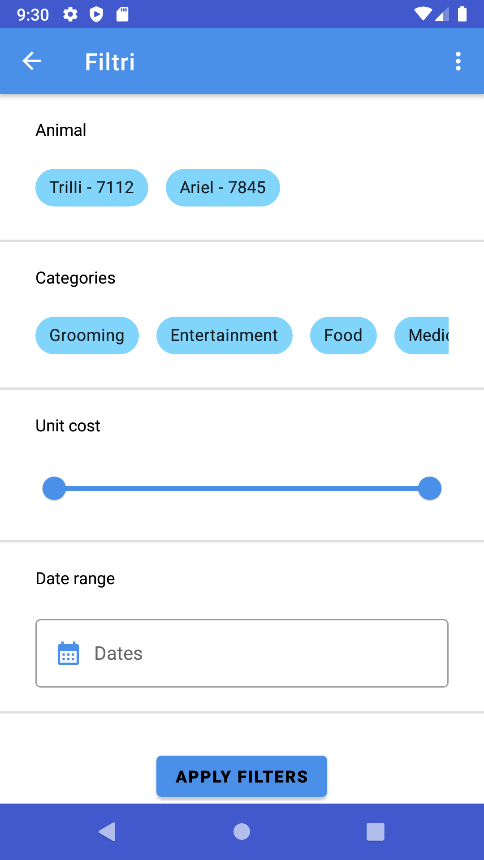 9:30
Filtri
Animal
Trilli - 7112 Ariel - 7845
Categories
Grooming Entertainment Food Medic
Unit cost
Date range
Dates
APPLY FILTERS